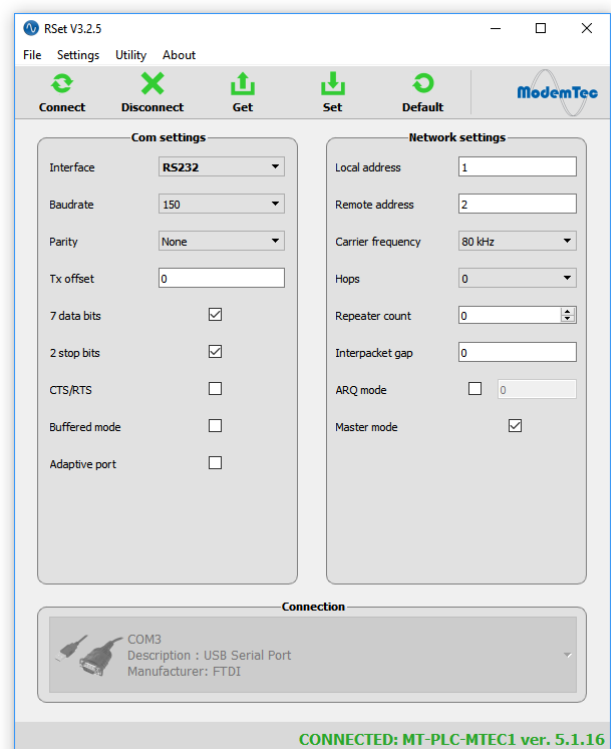 RSet V3.2.5
File Settings Utility About
Connect Disconnect Get Set Default ModemTec
Com settings
Interface RS232
Baudrate 150
Parity None
Tx offset 0
7 data bits
2 stop bits
CTS/RTS
Buffered mode
Adaptive port
Network settings
Local address 1
Remote address 2
Carrier frequency 80 kHz
Hops 0
Repeater count 0
Interpacket gap 0
ARQ mode 0
Master mode
Connection
COM3
Description : USB Serial Port
Manufacturer: FTDI
CONNECTED: MT-PLC-MTEC1 ver. 5.1.16